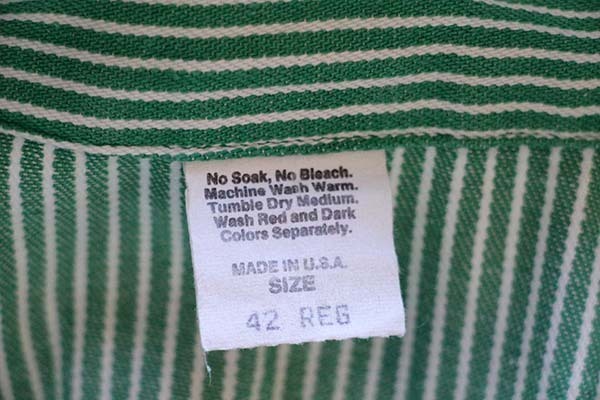 No Soak, No Bleach.
Machine Wash Warm.
Tumble Dry Medium.
Wash Red and Dark
Colors Separately.
MADE IN U.S.A.
SIZE
42 REG